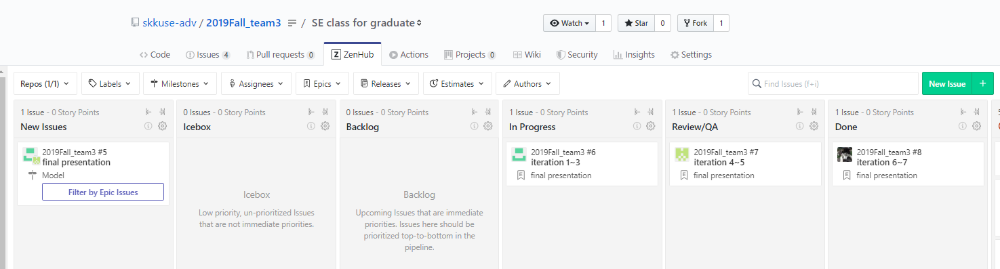 skkuse-adv / 2019Fall_team3 / SE class for graduate
Watch 1 Star 0 Fork 1
Code Issues 4 Pull requests 0 ZenHub Actions Projects 0 Wiki Security Insights Settings
Repos (1/1) Labels Milestones Assignees Epics Releases Estimates Authors Find Issues (f+i) New Issue +
1 Issue - 0 Story Points
New Issues
2019Fall_team3 #5
final presentation
Model
Filter by Epic Issues
0 Issues - 0 Story Points
Icebox
Icebox
Low priority, un-prioritized Issues
that are not immediate priorities.
0 Issues - 0 Story Points
Backlog
Backlog
Upcoming Issues that are immediate
priorities. Issues here should be
prioritized top-to-bottom in the
pipeline.
1 Issue - 0 Story Points
In Progress
2019Fall_team3 #6
iteration 1~3
final presentation
1 Issue - 0 Story Points
Review/QA
2019Fall_team3 #7
iteration 4~5
final presentation
1 Issue - 0 Story Points
Done
2019Fall_team3 #8
iteration 6~7
final presentation